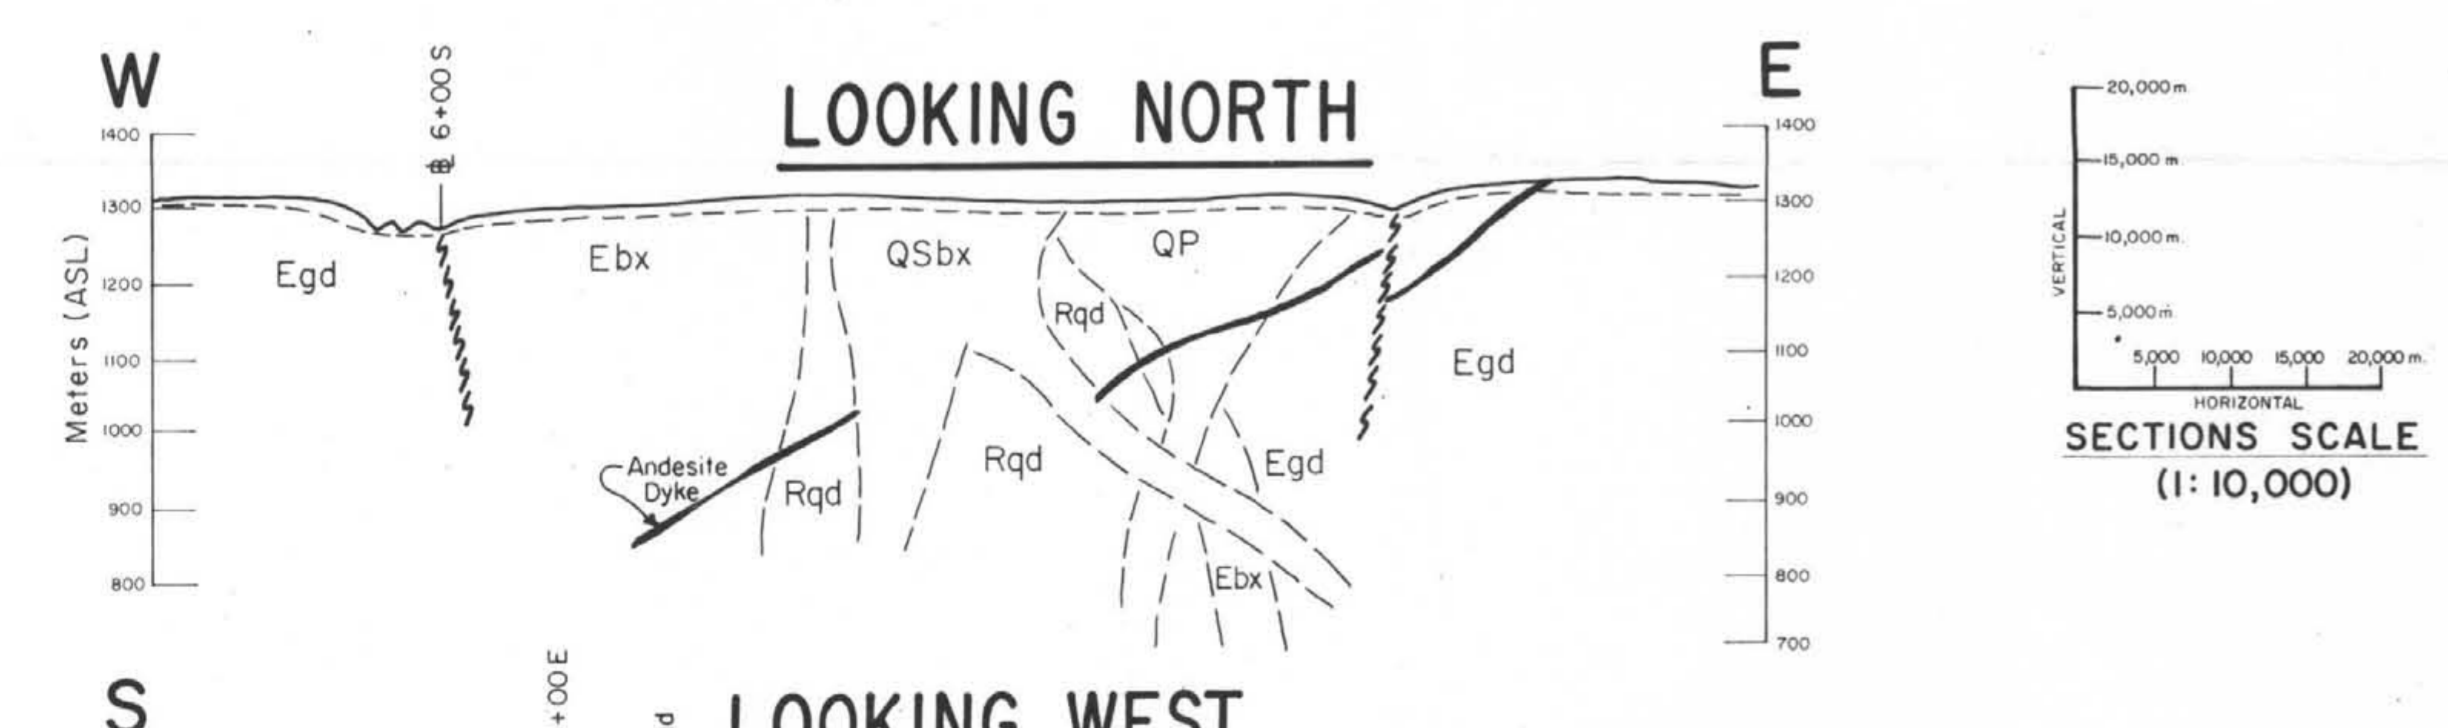 W
E
LOOKING NORTH
BL 6+00 S
Meters (ASL)
1400
1300
1200
1100
1000
900
800
1400
1300
1200
1100
1000
900
800
700
Egd
Ebx
QSbx
QP
Rqd
Egd
Andesite
Dyke
Rqd
Rqd
Egd
Ebx
VERTICAL
20,000 m
15,000 m
10,000 m.
5,000 m
5,000 10,000 15,000 20,000 m.
HORIZONTAL
SECTIONS SCALE
(1: 10,000)
S
+00 E
LOOKING WEST